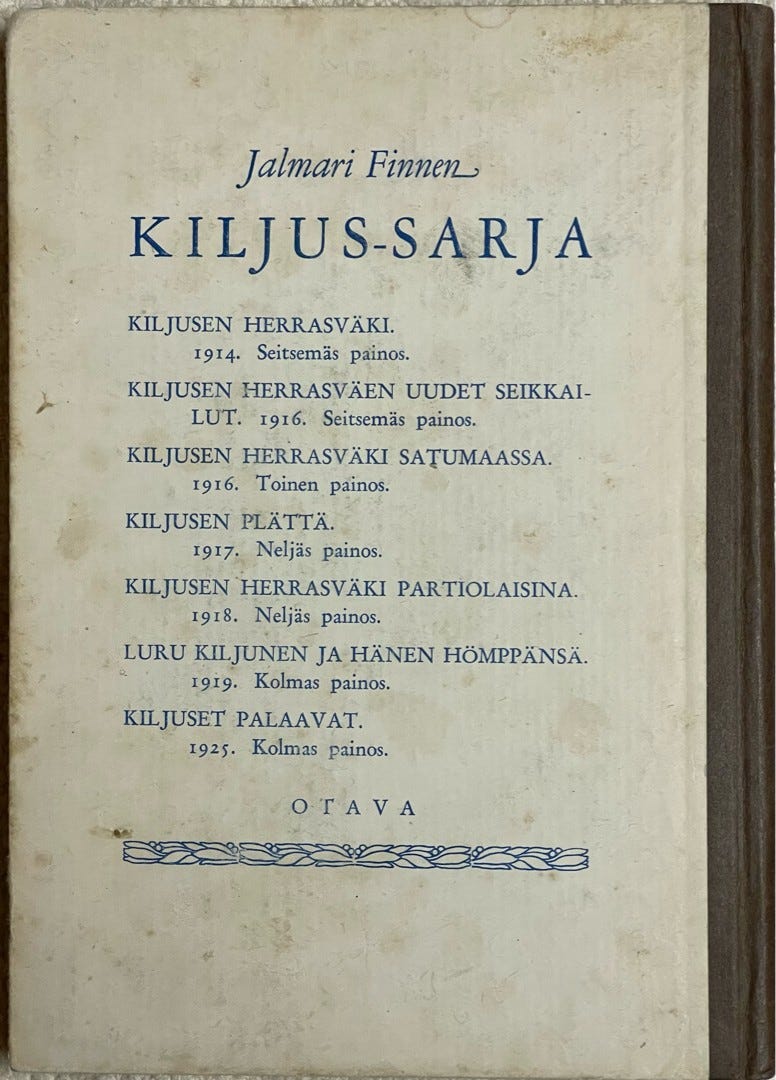 Jalmari Finnen
KILJUS-SARJA
KILJUSEN HERRASVÄKI.
1914. Seitsemäs painos.
KILJUSEN HERRASVÄEN UUDET SEIKKAI-
LUT. 1916. Seitsemäs painos.
KILJUSEN HERRASVÄKI SATUMAASSA.
1916. Toinen painos.
KILJUSEN PLÄTTÄ.
1917. Neljäs painos.
KILJUSEN HERRASVÄKI PARTIOLAISINA.
1918. Neljäs painos.
LURU KILJUNEN JA HÄNEN HÖMPPÄNSÄ.
1919. Kolmas painos.
KILJUSET PALAAVAT.
1925. Kolmas painos.
OTAVA